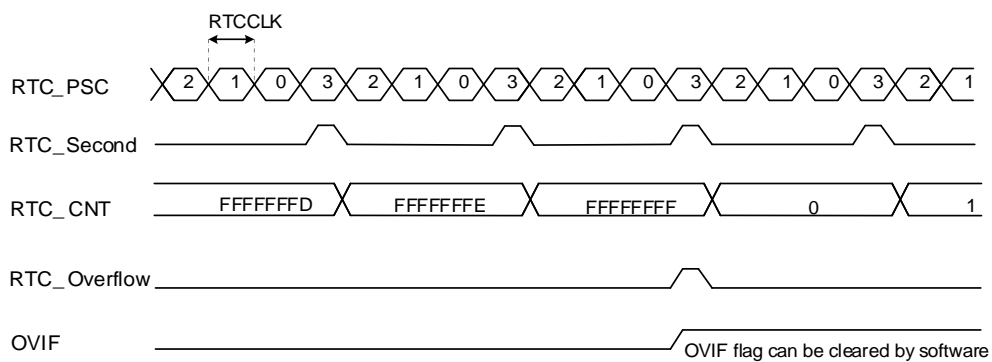 RTCCLK
RTC_PSC 2 1 0 3 2 1 0 3 2 1 0 3 2 1 0 3 2 1
RTC_Second
RTC_CNT FFFFFFFD FFFFFFFE FFFFFFFF 0 1
RTC_Overflow
OVIF OVIF flag can be cleared by software